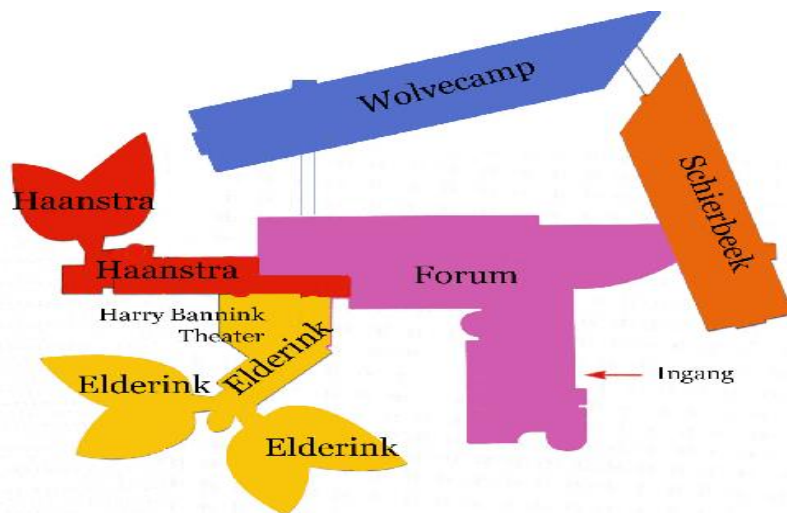 Wolvecamp
Schierbeek
Haanstra
Haanstra
Forum
Harry Bannink
Theater
Elderink
Elderink
Elderink
Ingang